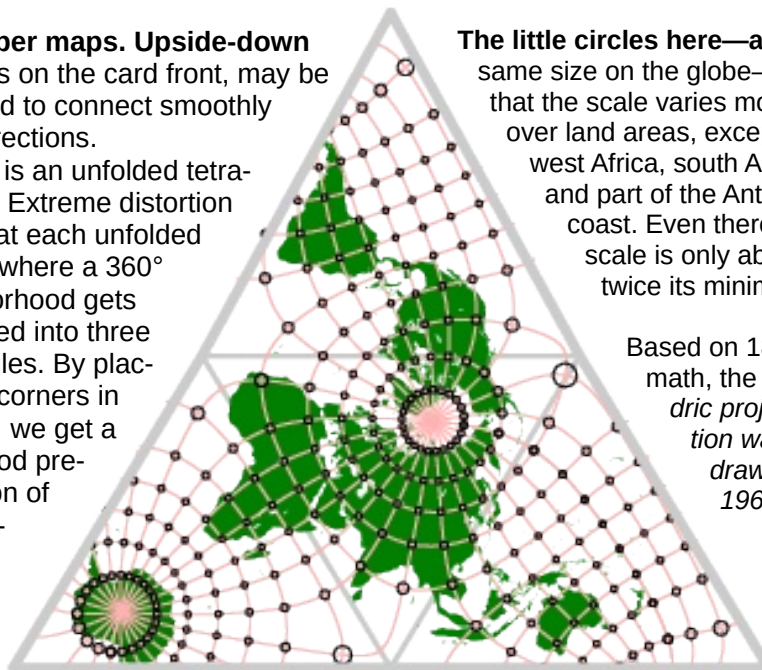 per maps. Upside-down
s on the card front, may be
d to connect smoothly
rections.
is an unfolded tetra-
Extreme distortion
at each unfolded
where a 360°
orhood gets
ed into three
les. By plac-
corners in
we get a
od pre-
on of
-
The little circles here—a
same size on the globe—
that the scale varies mo
over land areas, exce
west Africa, south A
and part of the Ant
coast. Even there
scale is only ab
twice its minin
Based on 1
math, the
dric proj
tion wa
draw
196